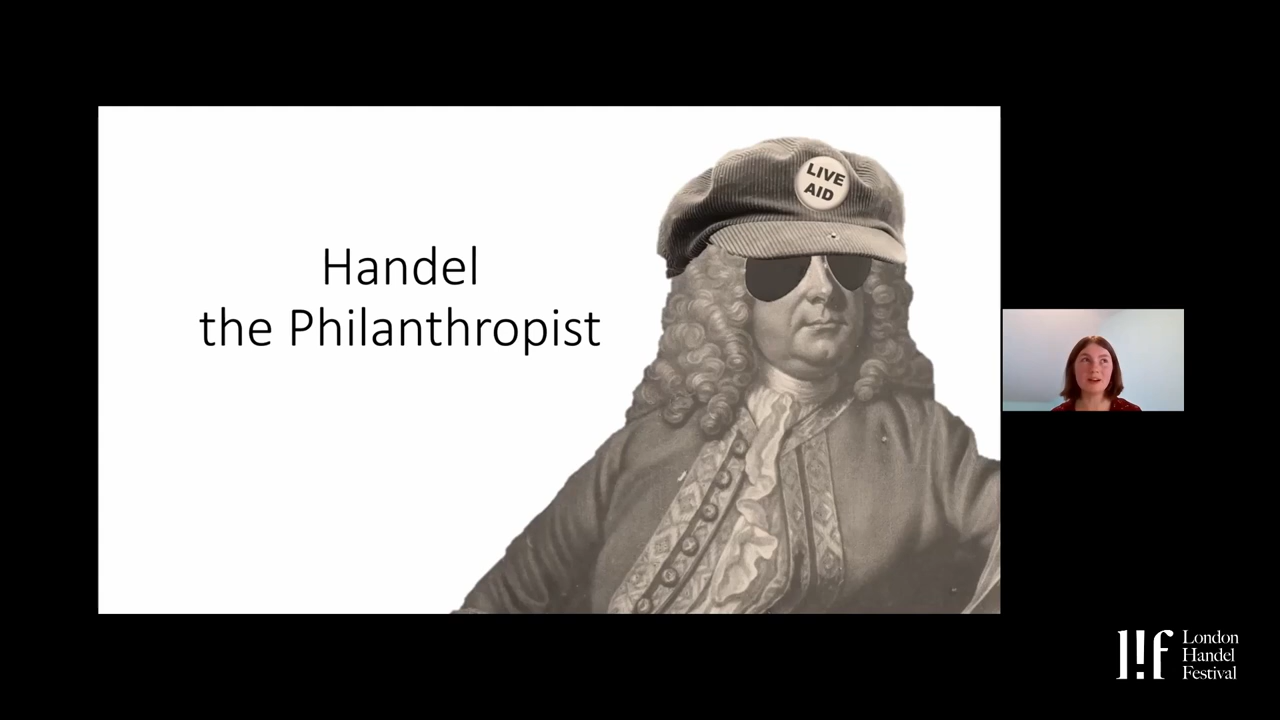 LIVE
AID
Handel
the Philanthropist
London
Handel
Festival